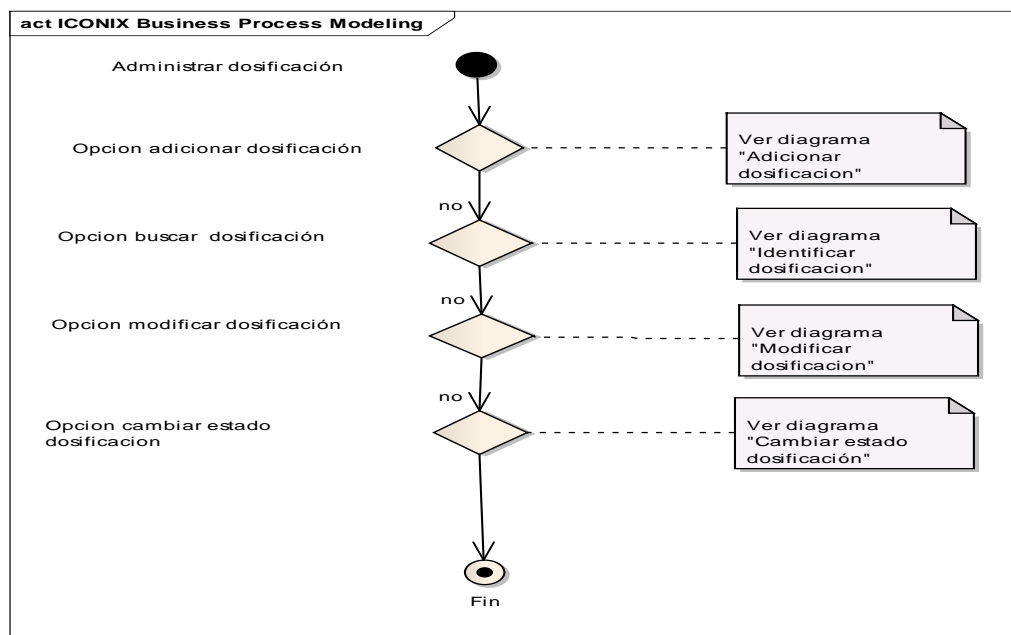 act ICONIX Business Process Modeling
Administrar dosificación
Opcion adicionar dosificación
Ver diagrama
"Adicionar
dosificacion"
no
Opcion buscar dosificación
Ver diagrama
"Identificar
dosificacion"
no
Opcion modificar dosificación
Ver diagrama
"Modificar
dosificacion"
no
Opcion cambiar estado
dosificacion
Ver diagrama
"Cambiar estado
dosificación"
Fin